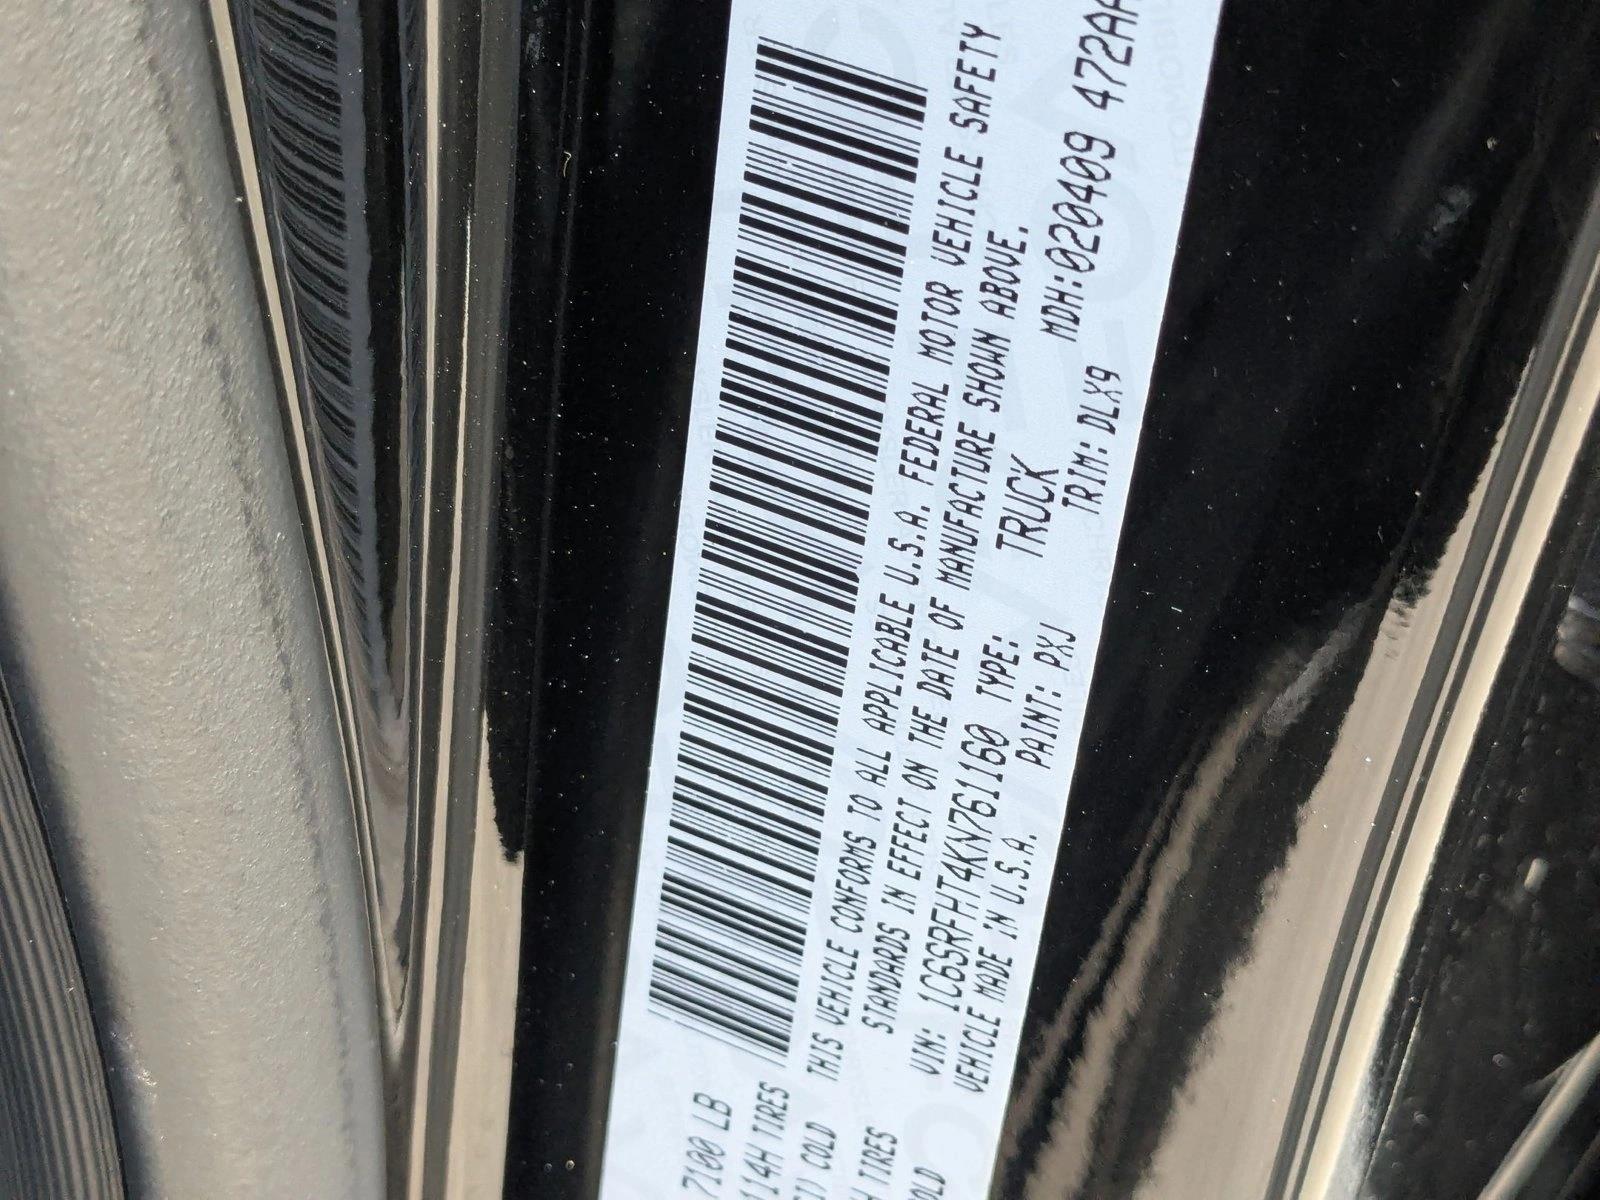 7100 LB
114H TIRES
SI) COLD
H TIRES
OLD
THIS VEHICLE CONFORMS TO ALL APPLICABLE U.S.A. FEDERAL MOTOR VEHICLE SAFETY
STANDARDS IN EFFECT ON THE DATE OF MANUFACTURE SHOWN ABOVE.
VIN: 1C6SRFHT4KN761160 TYPE: TRUCK MDH:020409 472AA
VEHICLE MADE IN U.S.A. PAINT: PXJ TRIM: DLX9